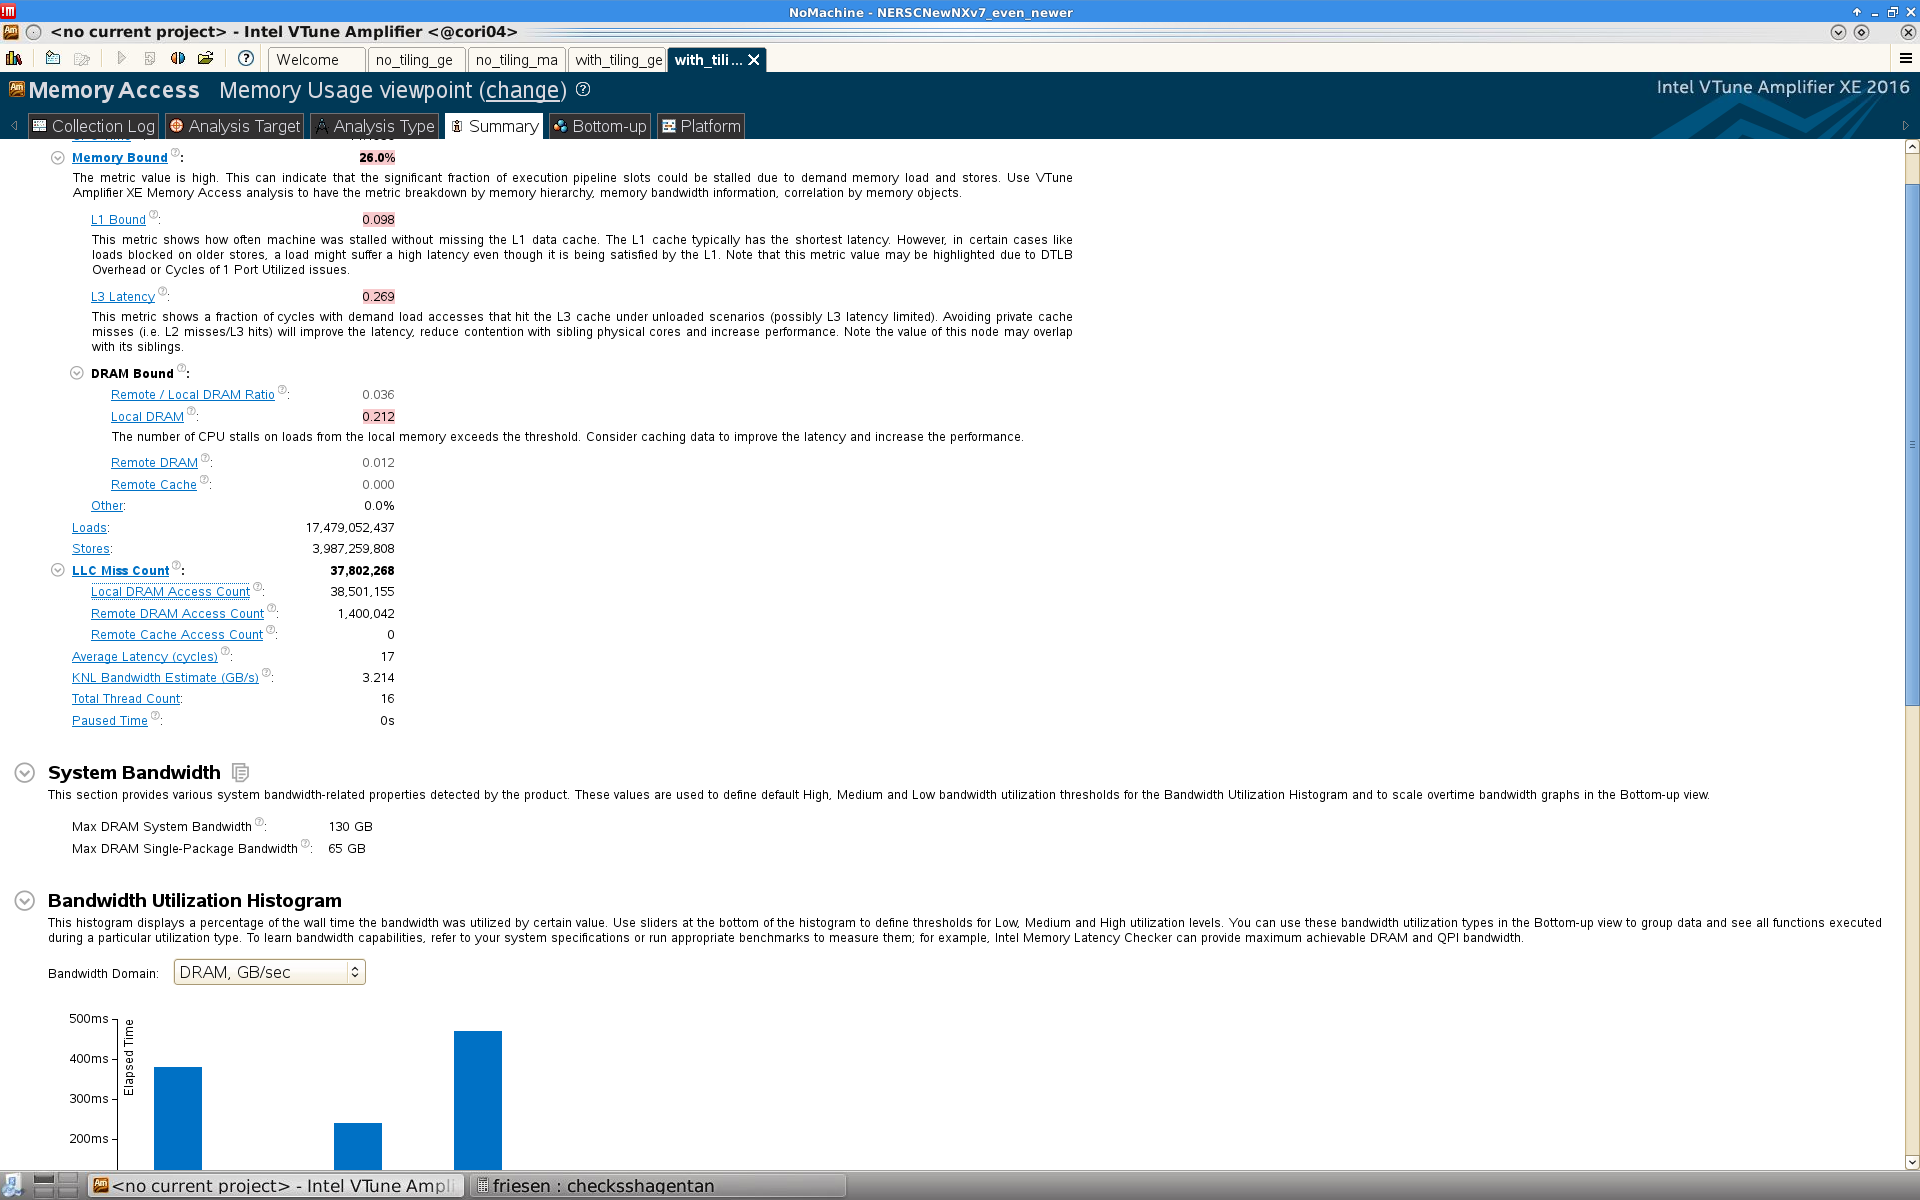 NoMachine - NERSCNewNXv7_even_newer
<no current project> - Intel VTune Amplifier <@cori04>
Welcome
no_tiling_ge
no_tiling_ma
with_tiling_ge
with_tili...
Memory Access Memory Usage viewpoint (change)
Intel VTune Amplifier XE 2016
Collection Log
Analysis Target
Analysis Type
Summary
Bottom-up
Platform
Memory Bound: 26.0%
The metric value is high. This can indicate that the significant fraction of execution pipeline slots could be stalled due to demand memory load and stores. Use VTune
Amplifier XE Memory Access analysis to have the metric breakdown by memory hierarchy, memory bandwidth information, correlation by memory objects.
L1 Bound: 0.098
This metric shows how often machine was stalled without missing the L1 data cache. The L1 cache typically has the shortest latency. However, in certain cases like
loads blocked on older stores, a load might suffer a high latency even though it is being satisfied by the L1. Note that this metric value may be highlighted due to DTLB
Overhead or Cycles of 1 Port Utilized issues.
L3 Latency: 0.269
This metric shows a fraction of cycles with demand load accesses that hit the L3 cache under unloaded scenarios (possibly L3 latency limited). Avoiding private cache
misses (i.e. L2 misses/L3 hits) will improve the latency, reduce contention with sibling physical cores and increase performance. Note the value of this node may overlap
with its siblings.
DRAM Bound:
Remote / Local DRAM Ratio: 0.036
Local DRAM: 0.212
The number of CPU stalls on loads from the local memory exceeds the threshold. Consider caching data to improve the latency and increase the performance.
Remote DRAM: 0.012
Remote Cache: 0.000
Other: 0.0%
Loads: 17,479,052,437
Stores: 3,987,259,808
LLC Miss Count: 37,802,268
Local DRAM Access Count: 38,501,155
Remote DRAM Access Count: 1,400,042
Remote Cache Access Count: 0
Average Latency (cycles): 17
KNL Bandwidth Estimate (GB/s): 3.214
Total Thread Count: 16
Paused Time: 0s
System Bandwidth
This section provides various system bandwidth-related properties detected by the product. These values are used to define default High, Medium and Low bandwidth utilization thresholds for the Bandwidth Utilization Histogram and to scale overtime bandwidth graphs in the Bottom-up view.
Max DRAM System Bandwidth: 130 GB
Max DRAM Single-Package Bandwidth: 65 GB
Bandwidth Utilization Histogram
This histogram displays a percentage of the wall time the bandwidth was utilized by certain value. Use sliders at the bottom of the histogram to define thresholds for Low, Medium and High utilization levels. You can use these bandwidth utilization types in the Bottom-up view to group data and see all functions executed
during a particular utilization type. To learn bandwidth capabilities, refer to your system specifications or run appropriate benchmarks to measure them; for example, Intel Memory Latency Checker can provide maximum achievable DRAM and QPI bandwidth.
Bandwidth Domain: DRAM, GB/sec
500ms
400ms
300ms
200ms
Elapsed Time
<no current project> - Intel VTune Ampli
friesen : checksshagentan